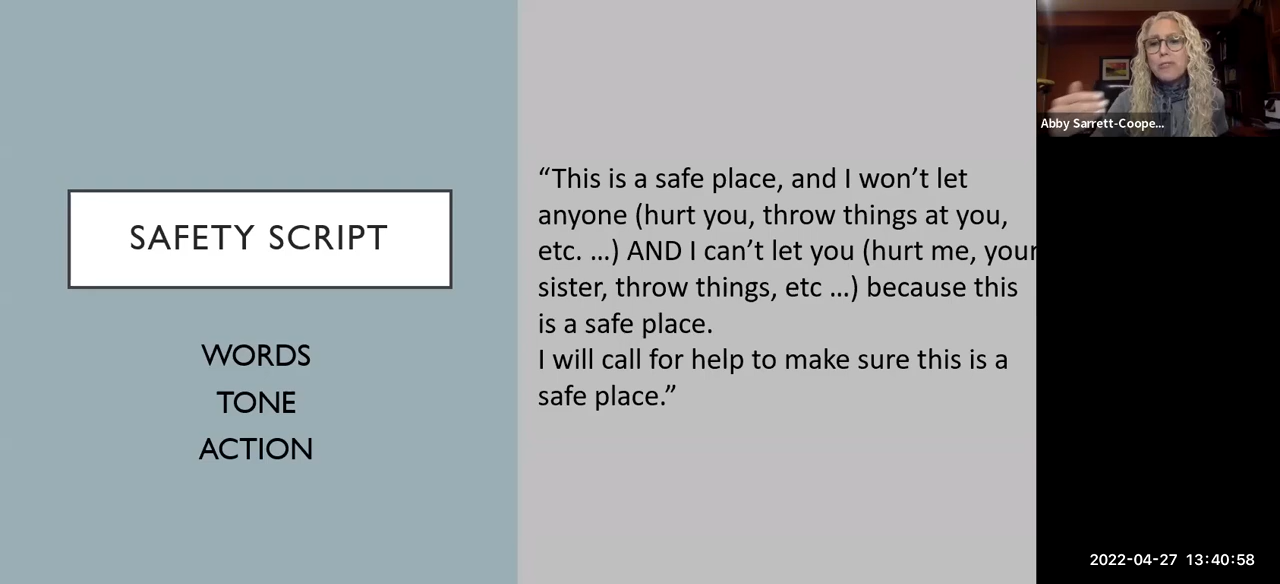 SAFETY SCRIPT
WORDS
TONE
ACTION
“This is a safe place, and I won’t let
anyone (hurt you, throw things at you,
etc. …) AND I can’t let you (hurt me, your
sister, throw things, etc …) because this
is a safe place.
I will call for help to make sure this is a
safe place.”
Abby Sarrett-Coope...
2022-04-27 13:40:58